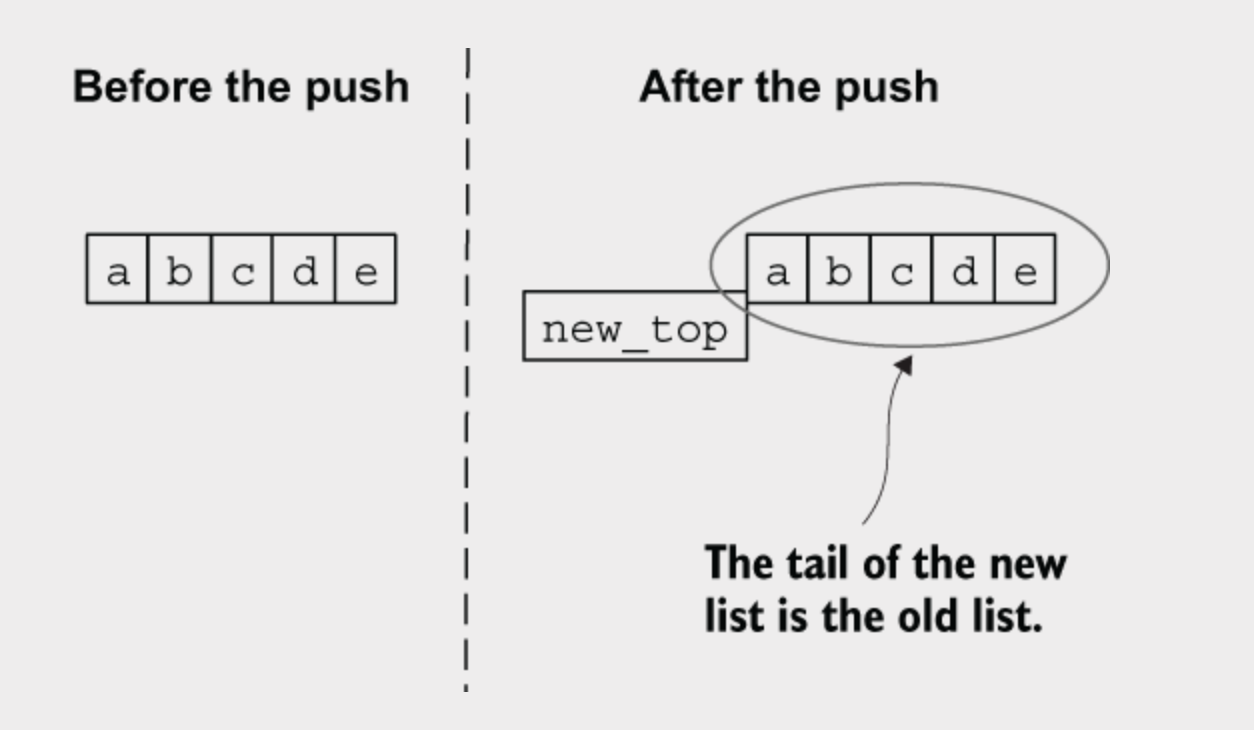 Before the push
After the push
a b c d e
a b c d e
new_top
The tail of the new
list is the old list.